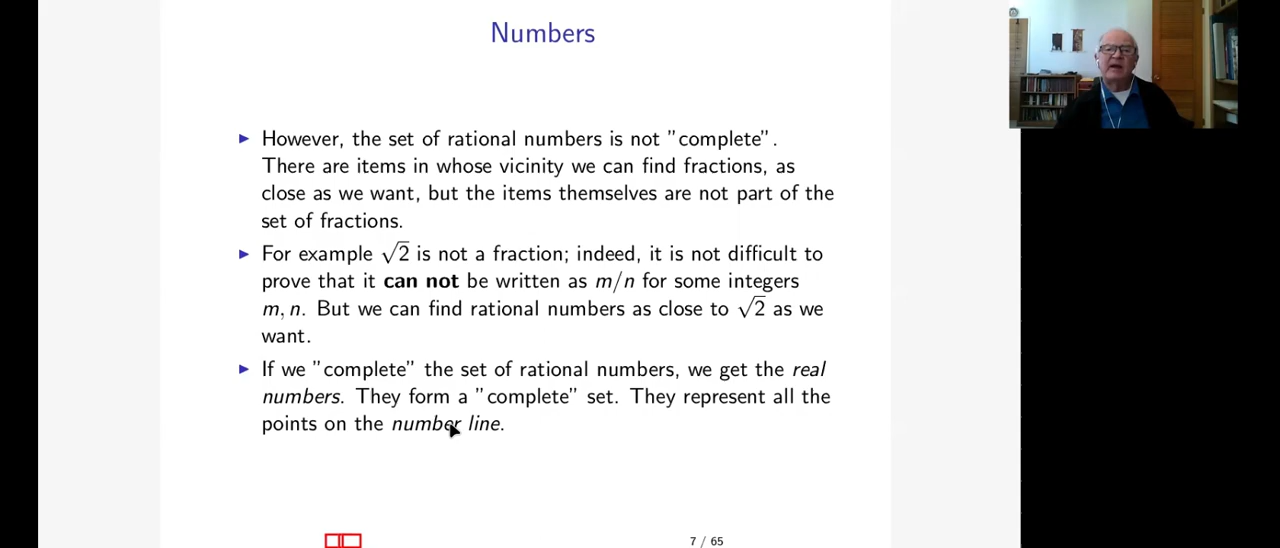 Numbers
► However, the set of rational numbers is not "complete".
There are items in whose vicinity we can find fractions, as
close as we want, but the items themselves are not part of the
set of fractions.
► For example √2 is not a fraction; indeed, it is not difficult to
prove that it can not be written as m/n for some integers
m, n. But we can find rational numbers as close to √2 as we
want.
► If we "complete" the set of rational numbers, we get the real
numbers. They form a "complete" set. They represent all the
points on the number line.
7 / 65